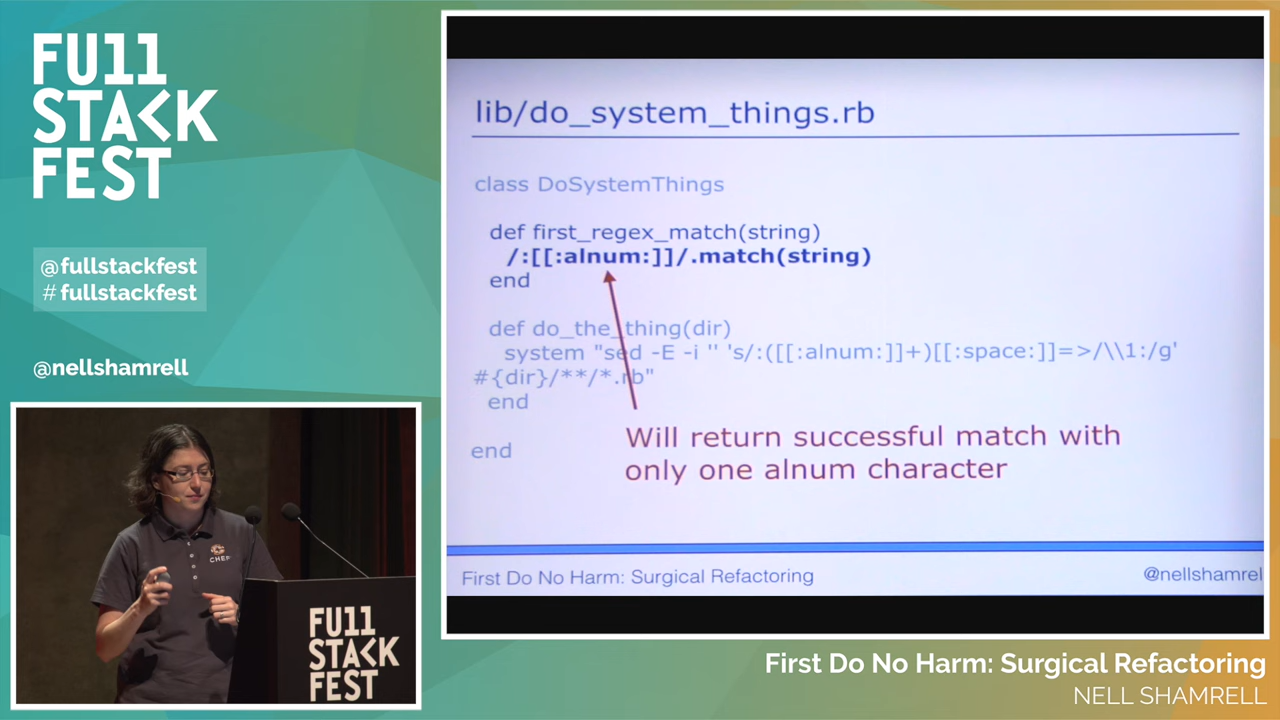 FU11
STACK
FEST
@fullstackfest
# fullstackfest
@nellshamrell
lib/do_system_things.rb
class DoSystemThings
def first_regex_match(string)
/:[[:alnum:]]/.match(string)
end
def do_the_thing(dir)
system "sed -E -i '' 's/:([[:alnum:]]+)[[:space:]]=>/\\1:/g'
#{dir}/**/*.rb"
end
end
Will return successful match with
only one alnum character
First Do No Harm: Surgical Refactoring
@nellshamrel
CHEF
FU11
STACK
FEST
First Do No Harm: Surgical Refactoring
NELL SHAMRELL